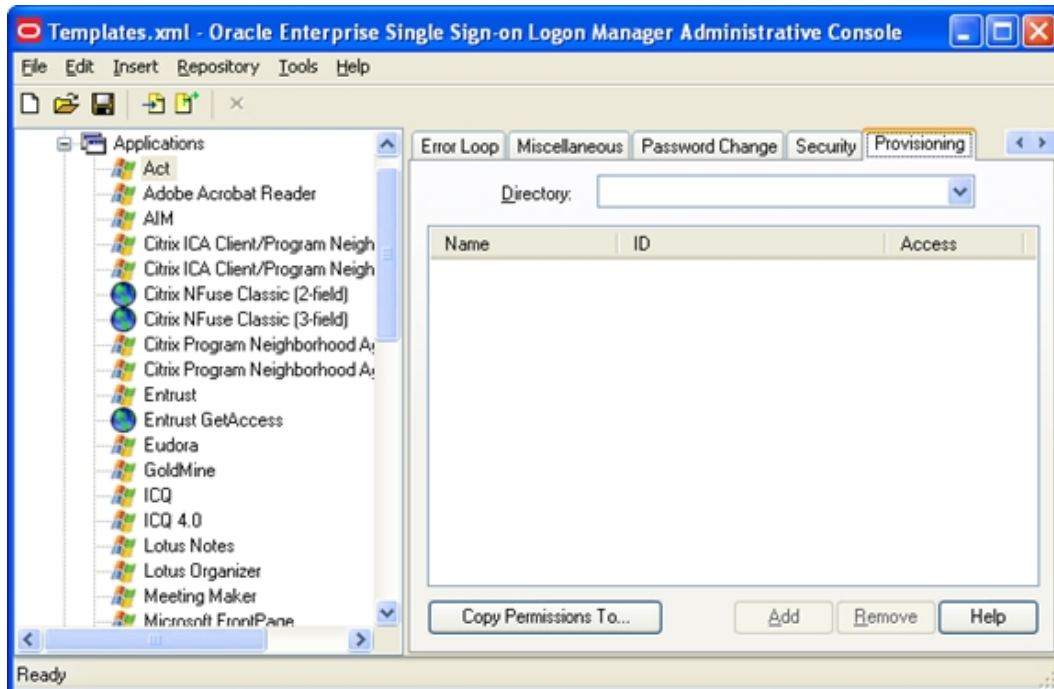 Templates.xml - Oracle Enterprise Single Sign-on Logon Manager Administrative Console
File Edit Insert Repository Tools Help
Applications
Act
Adobe Acrobat Reader
AIM
Citrix ICA Client/Program Neigh
Citrix ICA Client/Program Neigh
Citrix NFuse Classic (2-field)
Citrix NFuse Classic (3-field)
Citrix Program Neighborhood Ag
Citrix Program Neighborhood Ag
Entrust
Entrust GetAccess
Eudora
GoldMine
ICQ
ICQ 4.0
Lotus Notes
Lotus Organizer
Meeting Maker
Microsoft FrontPage
Error Loop Miscellaneous Password Change Security Provisioning
Directory:
Name ID Access
Copy Permissions To... Add Remove Help
Ready